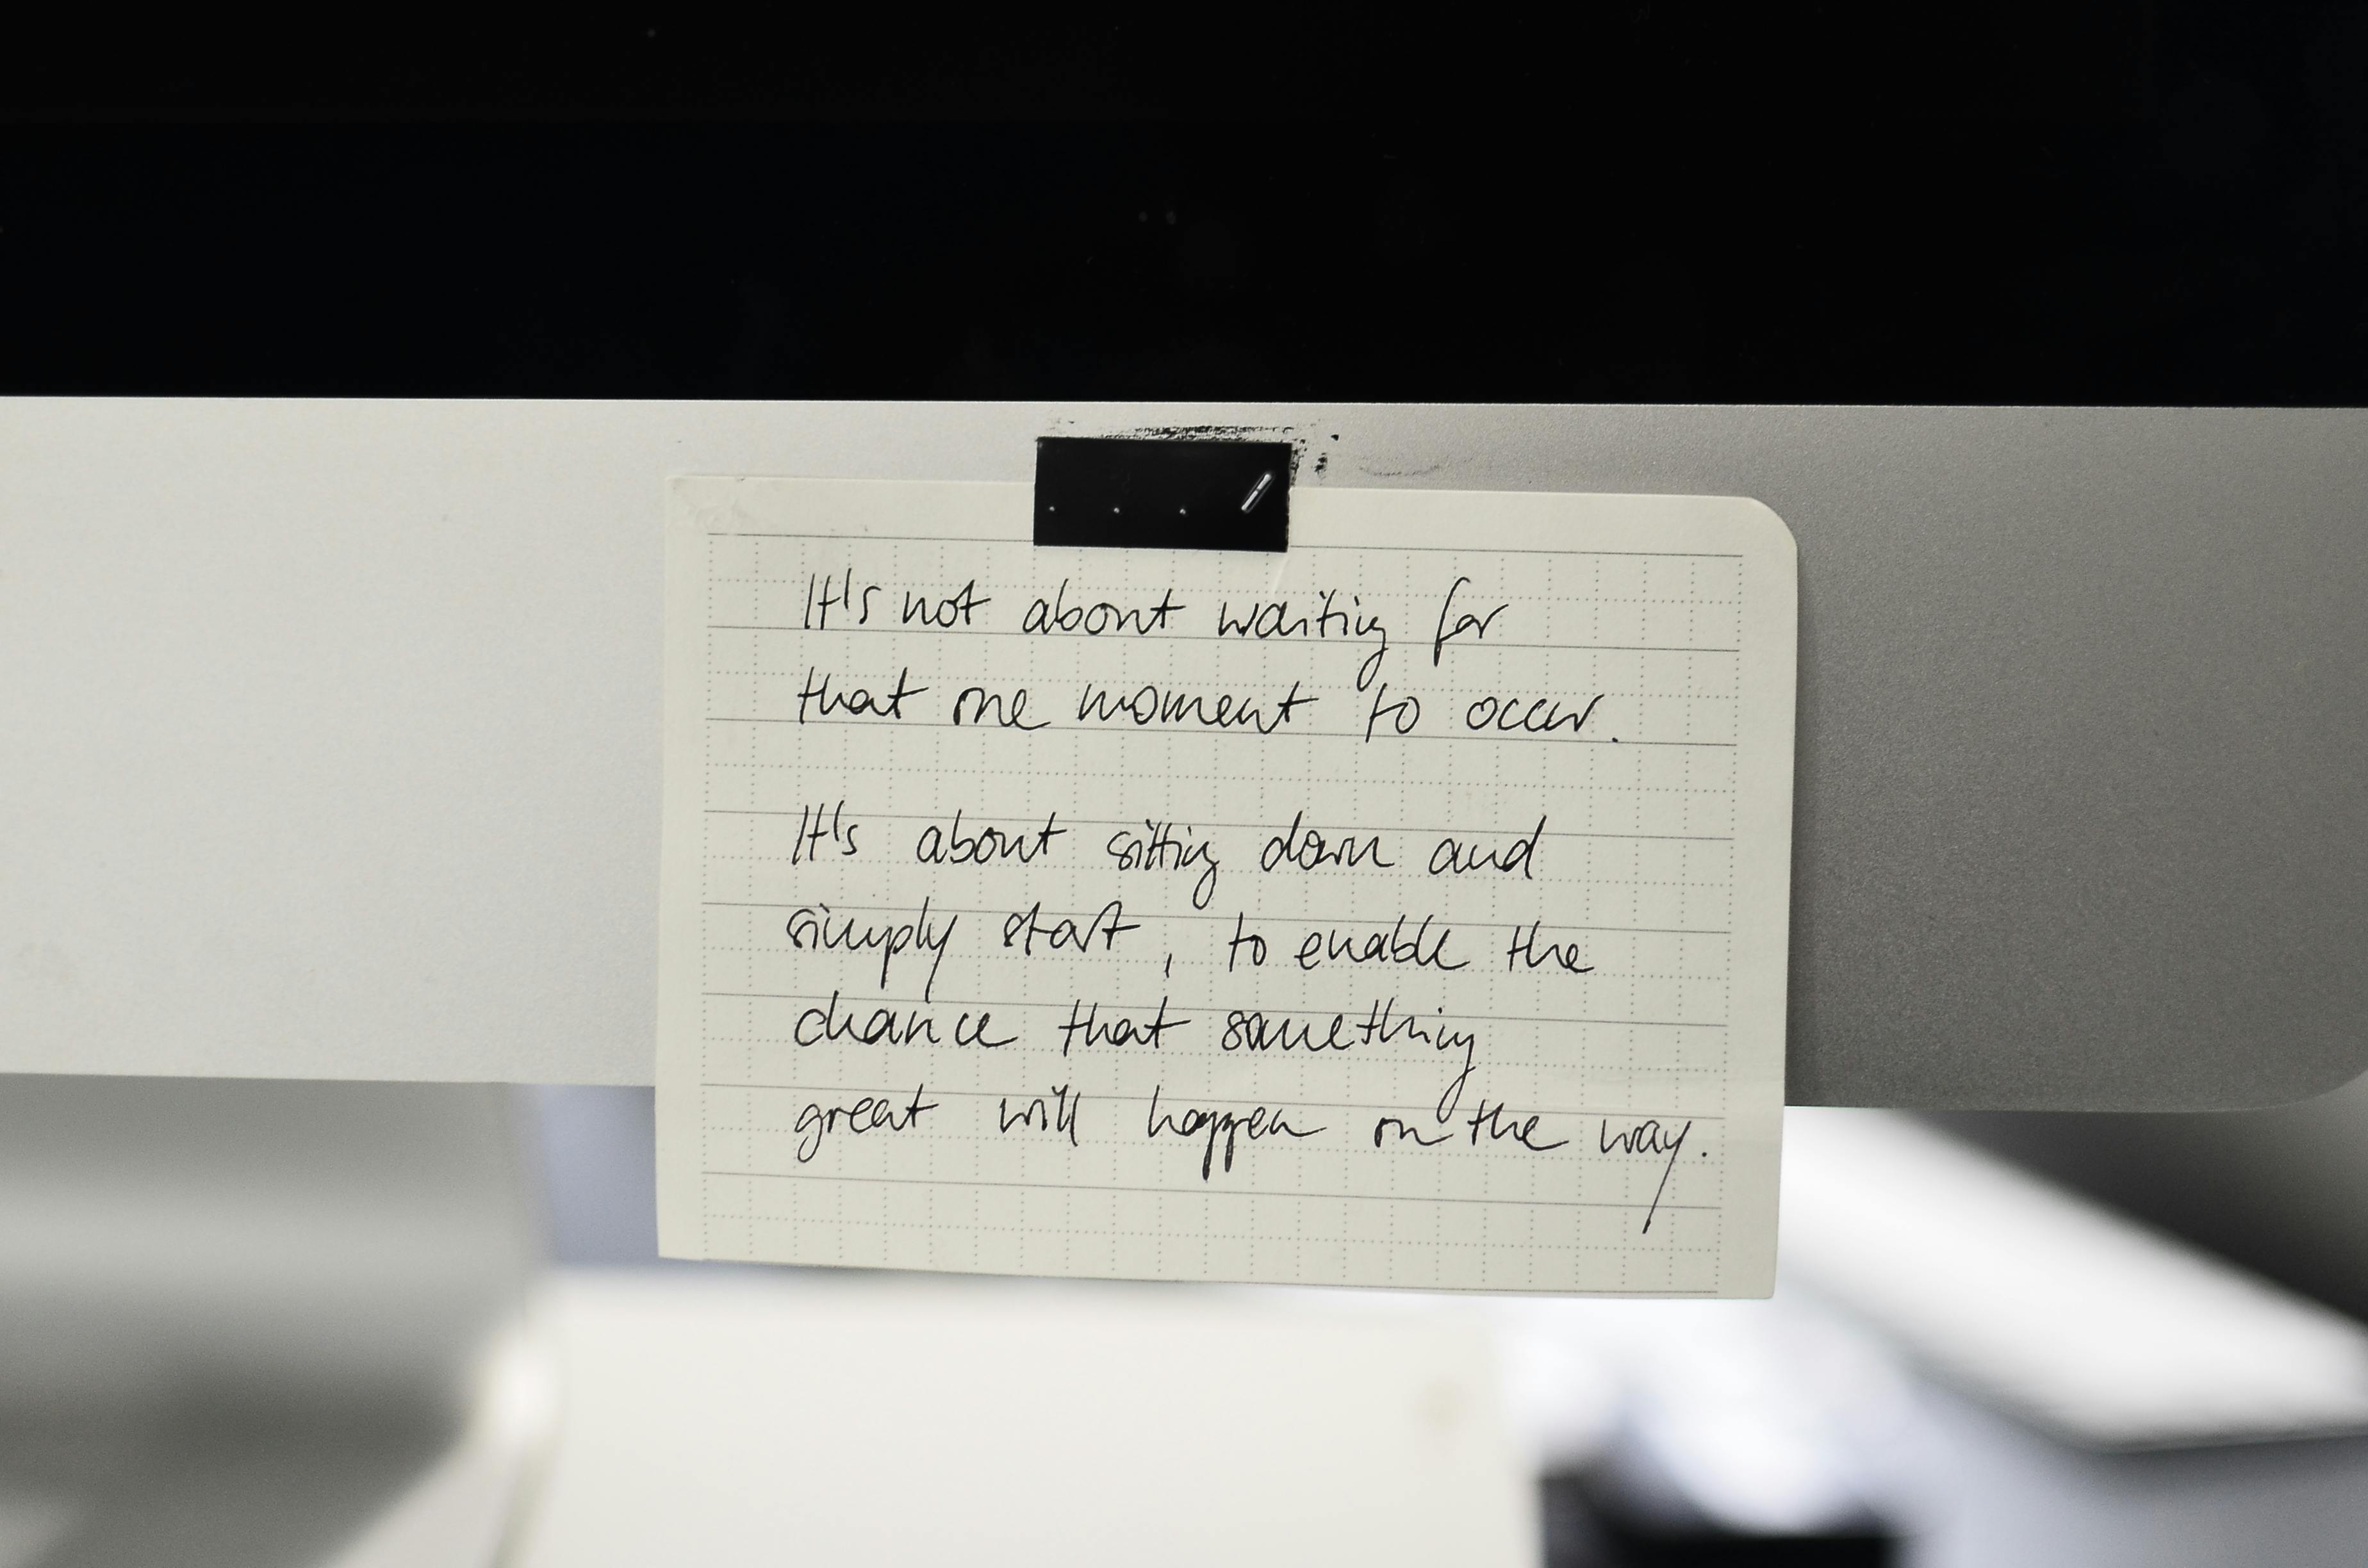 It's not about waiting for
that one moment to occur.
It's about sitting down and
simply start, to enable the
chance that something
great will happen on the way.